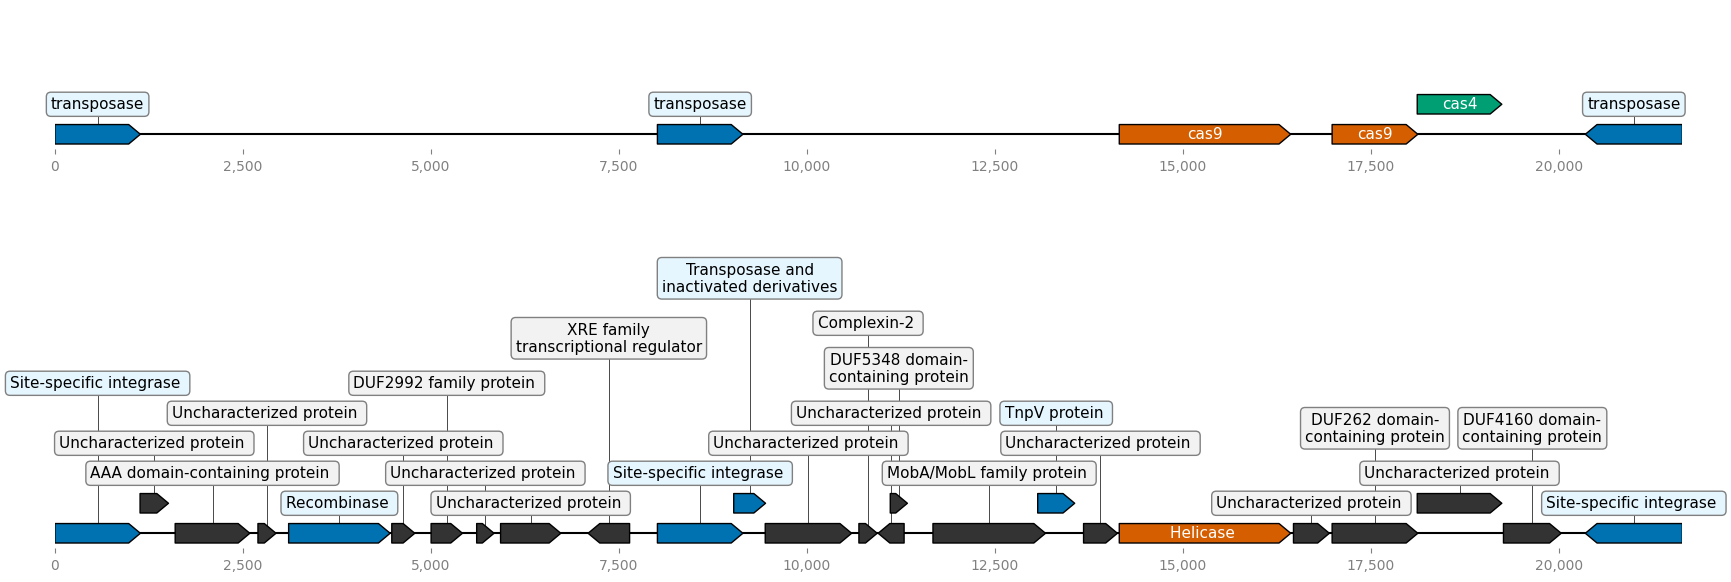 transposase
transposase
cas9
cas9
cas4
transposase
0
2,500
5,000
7,500
10,000
12,500
15,000
17,500
20,000
Transposase and
inactivated derivatives
Complexin-2
XRE family
transcriptional regulator
DUF5348 domain-
containing protein
Site-specific integrase
DUF2992 family protein
Uncharacterized protein
Uncharacterized protein
TnpV protein
DUF262 domain-
containing protein
DUF4160 domain-
containing protein
Uncharacterized protein
Uncharacterized protein
Uncharacterized protein
Uncharacterized protein
AAA domain-containing protein
Uncharacterized protein
Site-specific integrase
MobA/MobL family protein
Uncharacterized protein
Recombinase
Uncharacterized protein
Uncharacterized protein
Site-specific integrase
Helicase
0
2,500
5,000
7,500
10,000
12,500
15,000
17,500
20,000